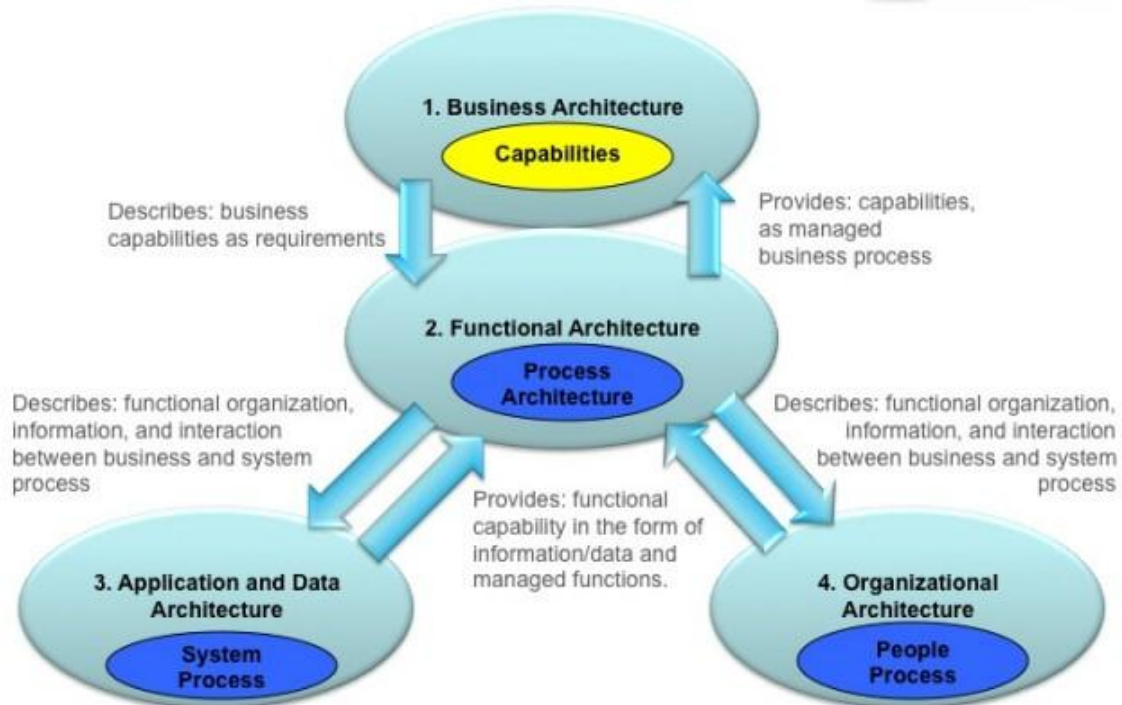 1. Business Architecture
Capabilities
Describes: business
capabilities as requirements
Provides: capabilities,
as managed
business process
2. Functional Architecture
Process
Architecture
Describes: functional organization,
information, and interaction
between business and system
process
Provides: functional
capability in the form of
information/data and
managed functions.
Describes: functional organization,
information, and interaction
between business and system
process
3. Application and Data
Architecture
System
Process
4. Organizational
Architecture
People
Process